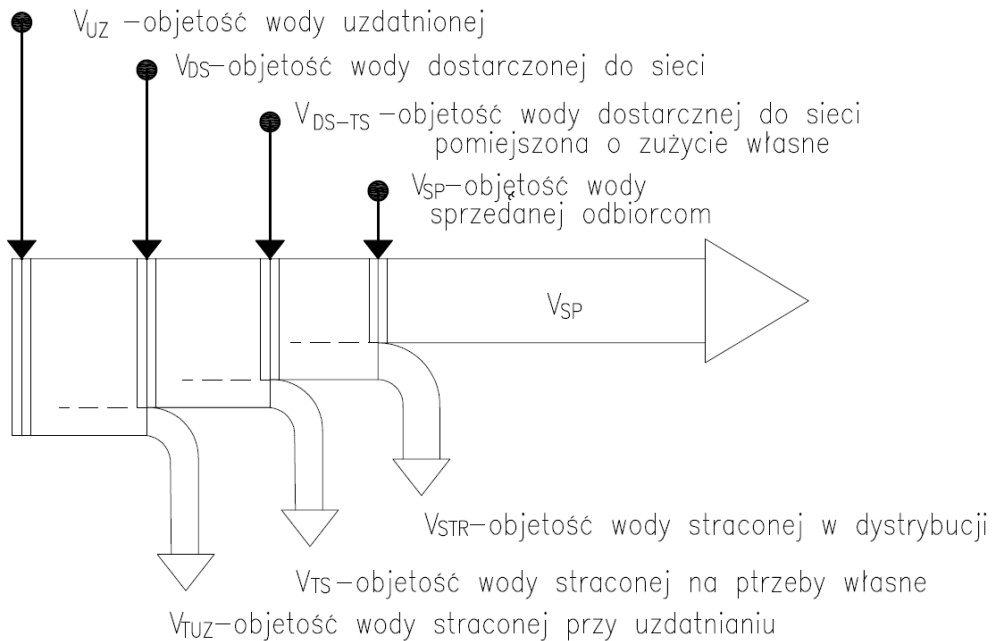 V_UZ –objetość wody uzdatnionej
V_DS–objetość wody dostarczonej do sieci
V_DS–TS –objetość wody dostarcznej do sieci
pomiejszona o zużycie własne
V_SP–objętość wody
sprzedanej odbiorcom
V_SP
V_STR–objetość wody straconej w dystrybucji
V_TS–objetość wody straconej na ptrzeby własne
V_TUZ–objetość wody straconej przy uzdatnianiu